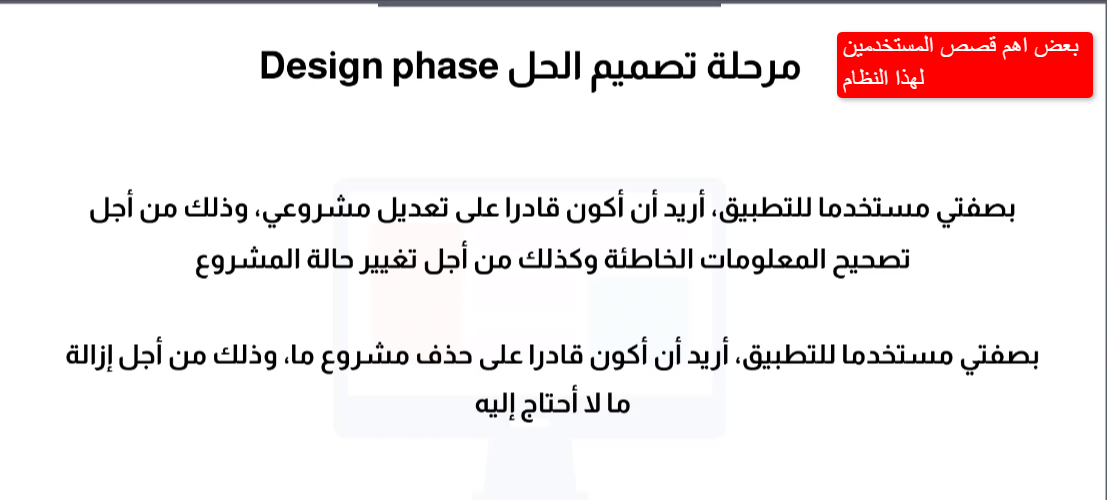 بعض اهم قصص المستخدمين
لهذا النظام
مرحلة تصميم الحل Design phase
بصفتي مستخدما للتطبيق، أريد أن أكون قادرا على تعديل مشروعي، وذلك من أجل
تصحيح المعلومات الخاطئة وكذلك من أجل تغيير حالة المشروع
بصفتي مستخدما للتطبيق، أريد أن أكون قادرا على حذف مشروع ما، وذلك من أجل إزالة
ما لا أحتاج إليه